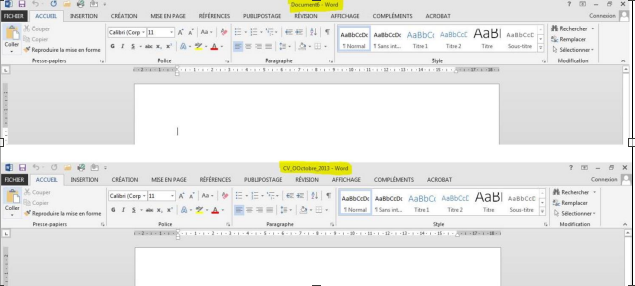 Document6 - Word
FICHIER ACCUEIL INSERTION CRÉATION MISE EN PAGE RÉFÉRENCES PUBLIPOSTAGE RÉVISION AFFICHAGE COMPLÉMENTS ACROBAT Connexion
Couper Calibri (Corp 11 Rechercher
Coller Copier AaBbCcDc AaBbCcDc AaBbCc AaBbCcC AaBl AaBbCcC Remplacer
Reproduire la mise en forme G I S abc x₂ x² ¶ Normal ¶ Sans int... Titre 1 Titre 2 Titre Sous-titre Sélectionner
Presse-papiers Police Paragraphe Style Modification
CV_OOctobre_2013 - Word
FICHIER ACCUEIL INSERTION CRÉATION MISE EN PAGE RÉFÉRENCES PUBLIPOSTAGE RÉVISION AFFICHAGE COMPLÉMENTS ACROBAT Connexion
Couper Calibri (Corp 11 Rechercher
Coller Copier AaBbCcDc AaBbCcDc AaBbCc AaBbCcC AaBl AaBbCcC Remplacer
Reproduire la mise en forme G I S abc x₂ x² ¶ Normal ¶ Sans int... Titre 1 Titre 2 Titre Sous-titre Sélectionner
Presse-papiers Police Paragraphe Style Modification